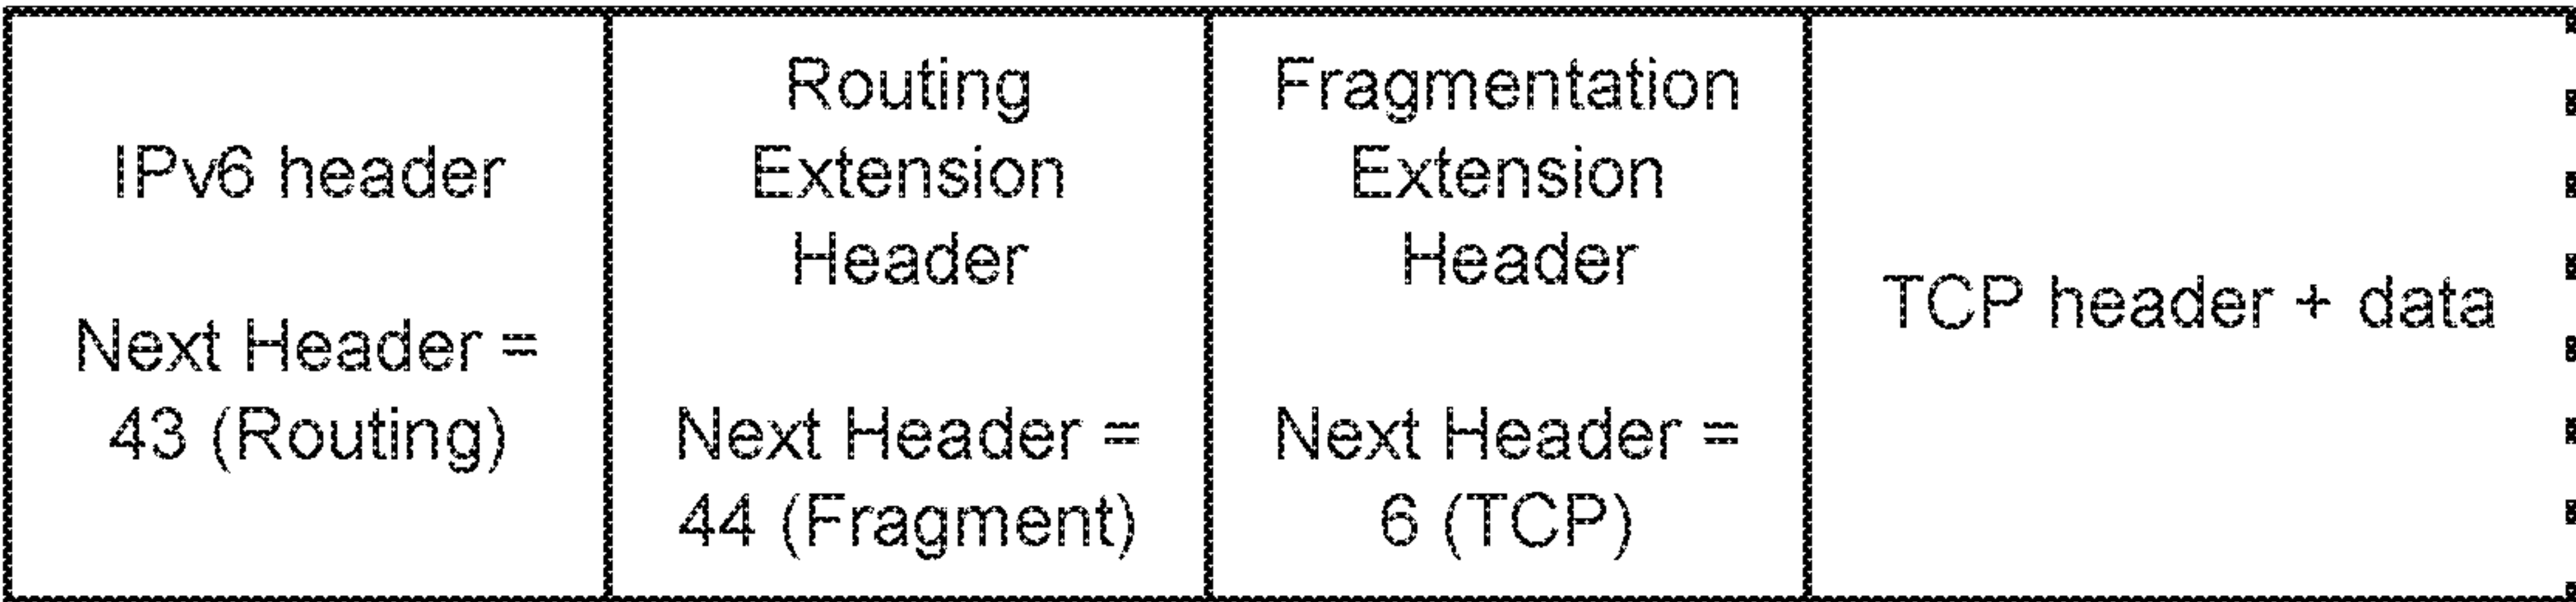 IPv6 header
Next Header =
43 (Routing)
Routing
Extension
Header
Next Header =
44 (Fragment)
Fragmentation
Extension
Header
Next Header =
6 (TCP)
TCP header + data